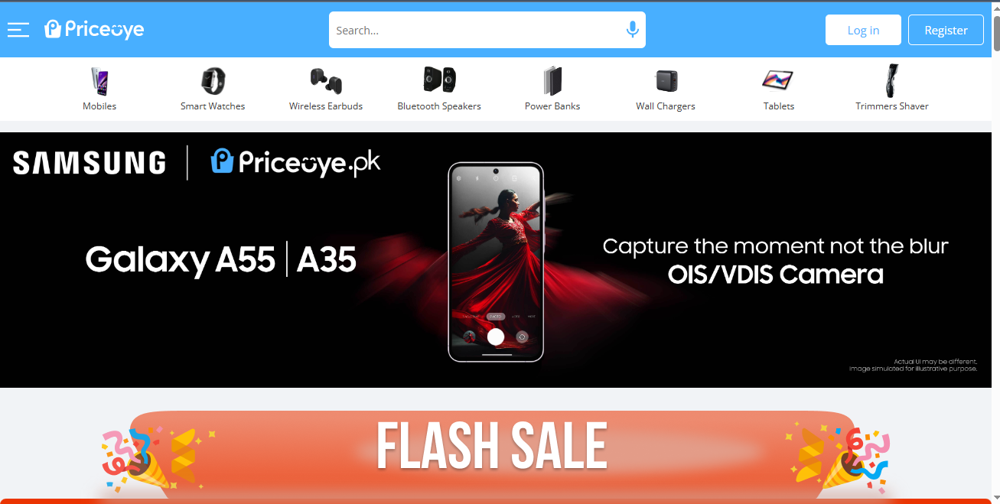 Priceoye
Search...
Log in
Register
Mobiles
Smart Watches
Wireless Earbuds
Bluetooth Speakers
Power Banks
Wall Chargers
Tablets
Trimmers Shaver
SAMSUNG | Priceoye.pk
Galaxy A55 | A35
PHOTO
MORE
Capture the moment not the blur
OIS/VDIS Camera
Actual UI may be different.
Image simulated for illustrative purpose.
FLASH SALE